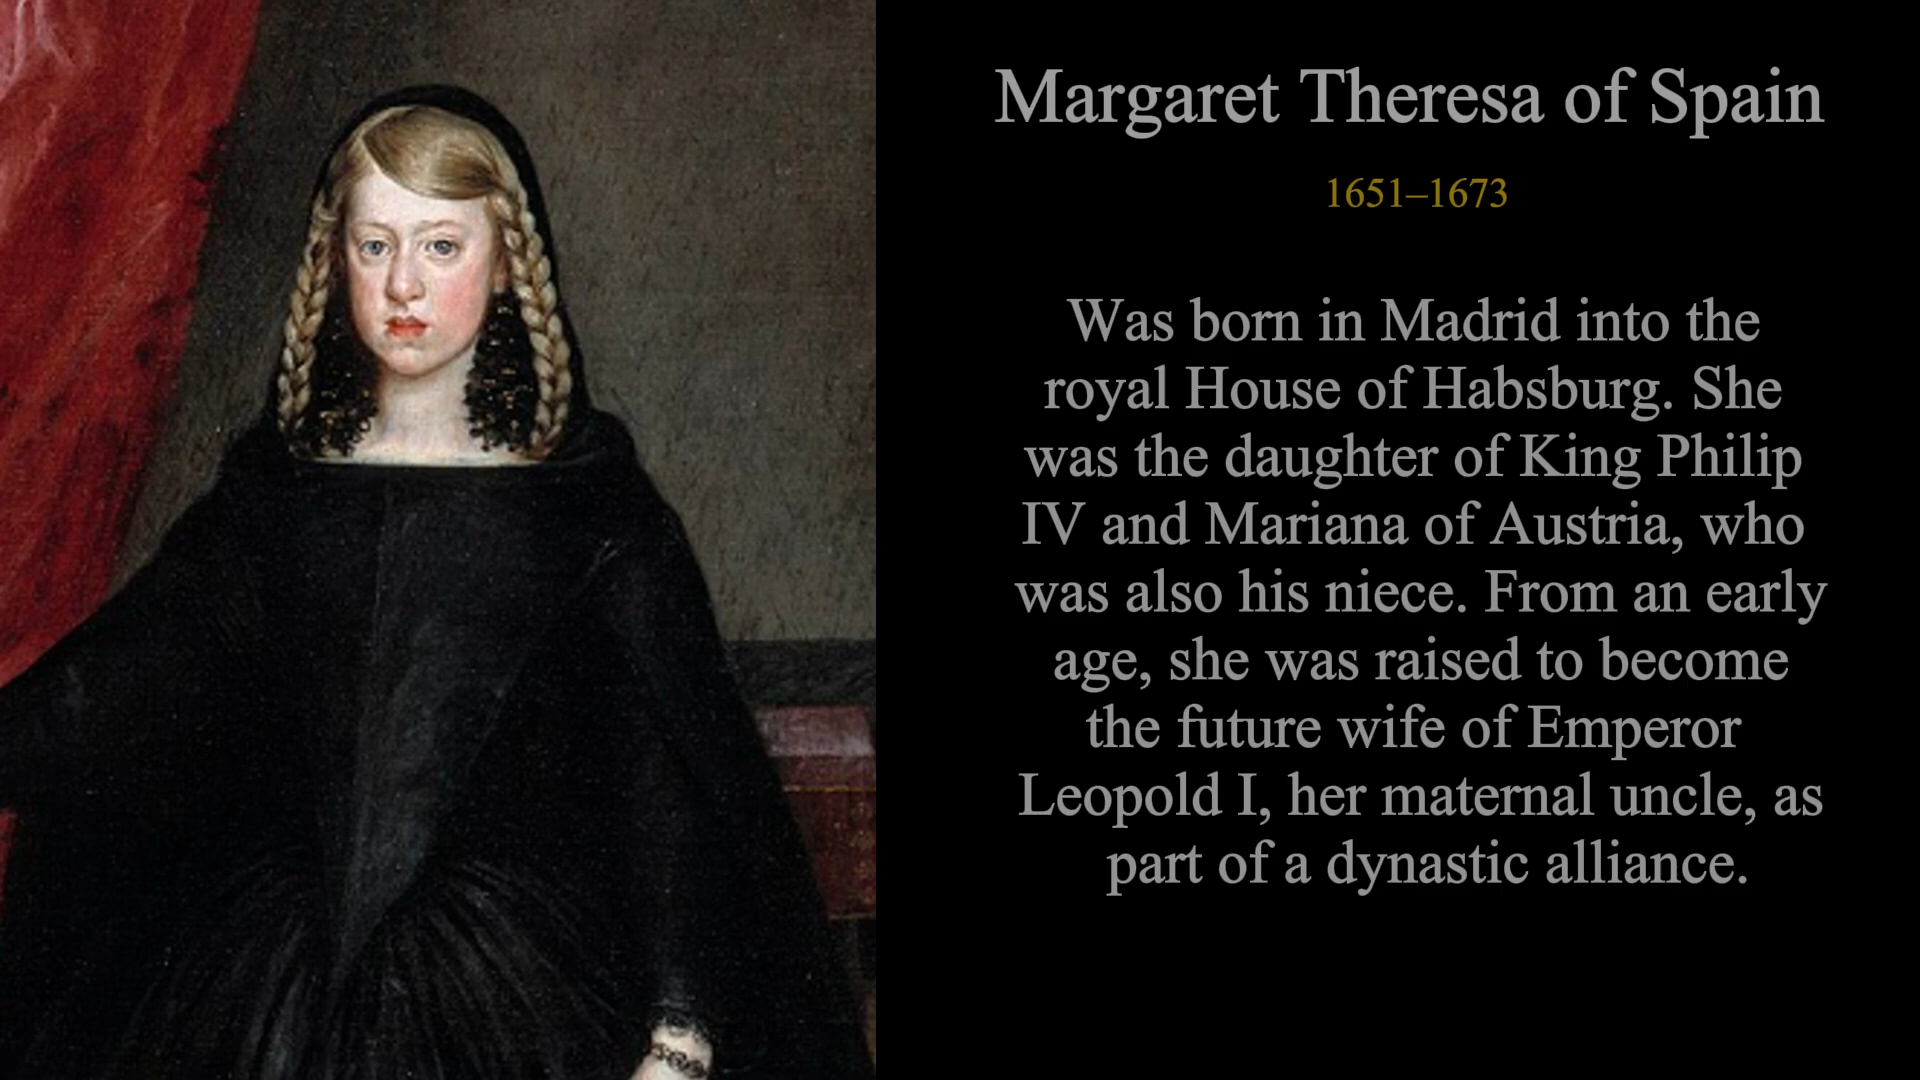 Margaret Theresa of Spain
1651–1673
Was born in Madrid into the
royal House of Habsburg. She
was the daughter of King Philip
IV and Mariana of Austria, who
was also his niece. From an early
age, she was raised to become
the future wife of Emperor
Leopold I, her maternal uncle, as
part of a dynastic alliance.